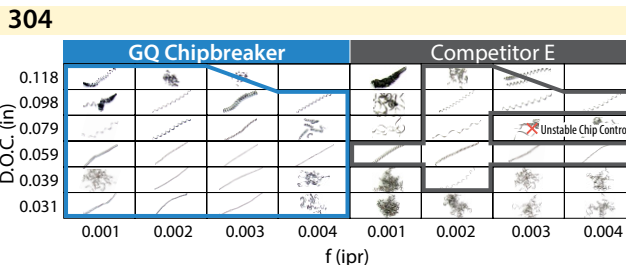 304
GQ Chipbreaker Competitor E
D.O.C. (in)
0.118
0.098
0.079
Unstable Chip Contro
0.059
0.039
0.031
0.001 0.002 0.003 0.004 0.001 0.002 0.003 0.004
f (ipr)